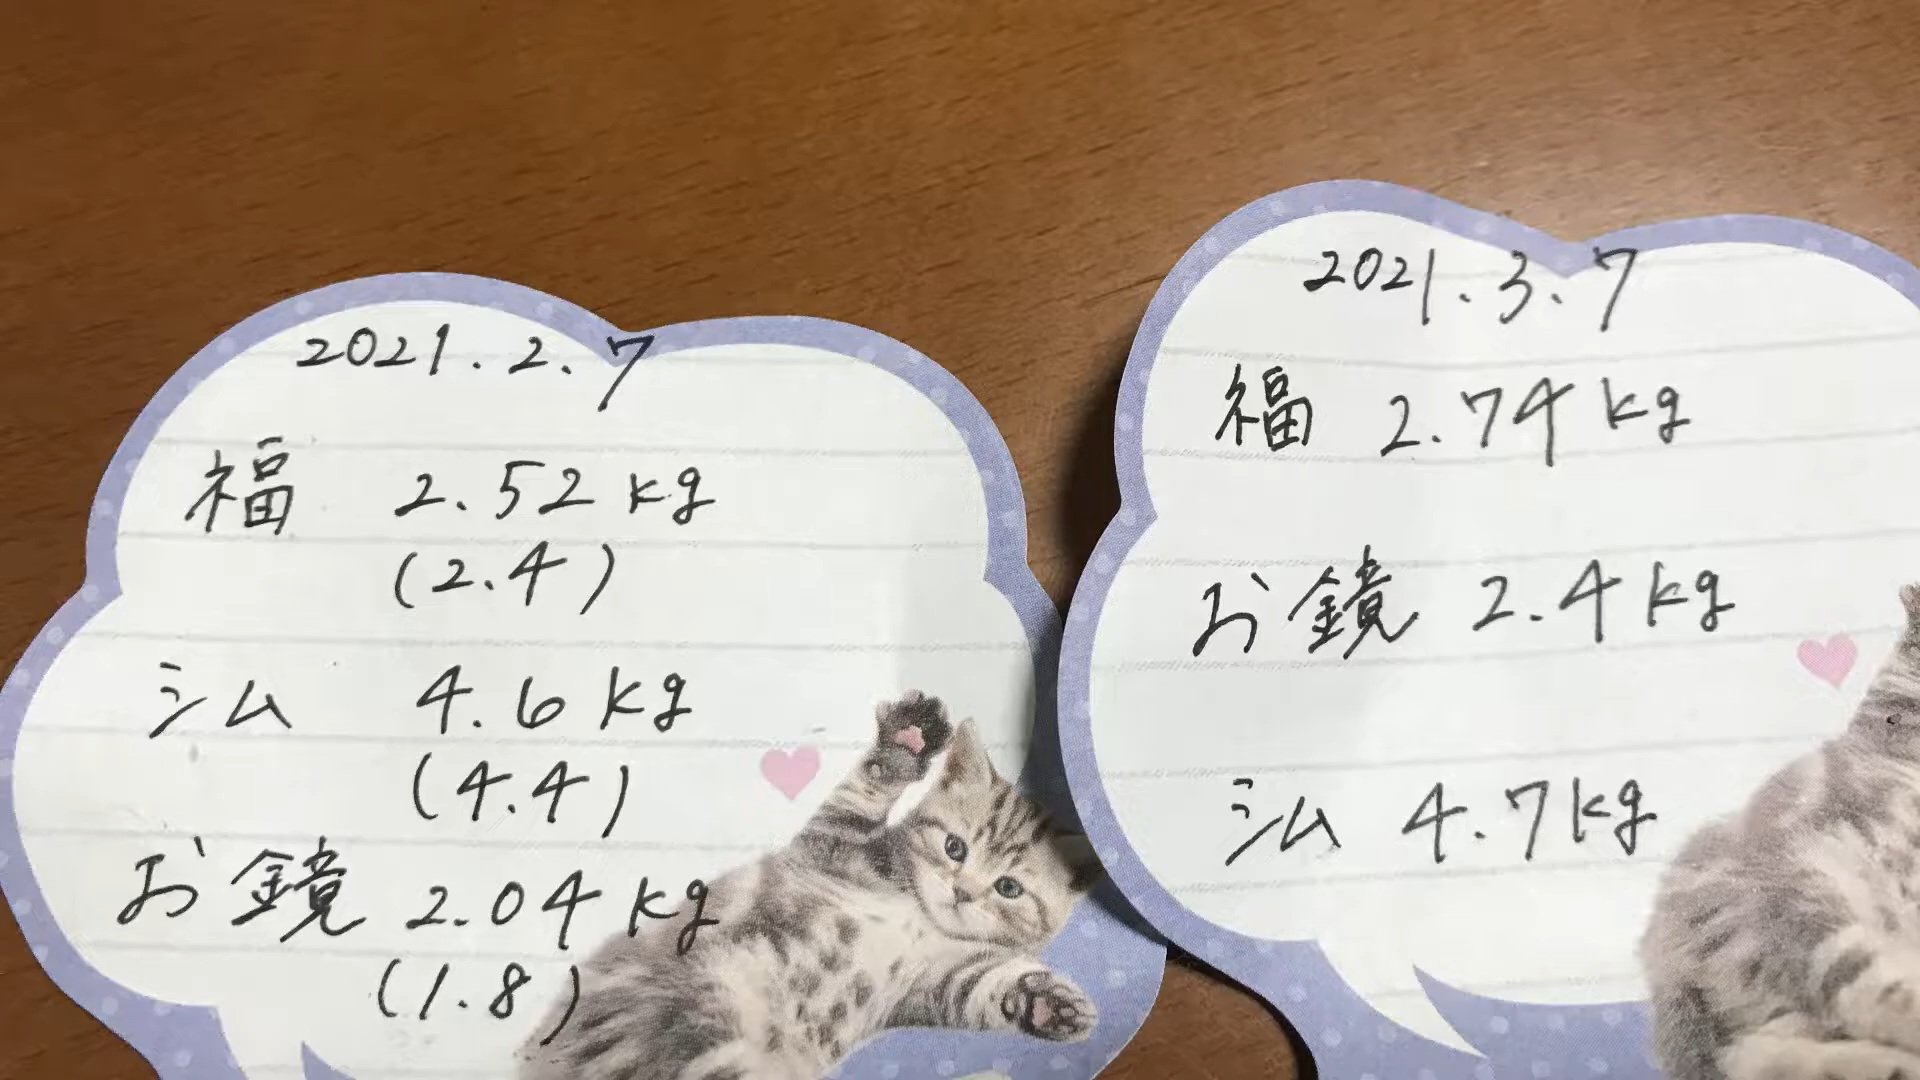 2021.2.7
福 2.52kg
(2.4)
シム 4.6kg
(4.4)
お鏡 2.04kg
(1.8)
2021.3.7
福 2.74kg
お鏡 2.4kg
シム 4.7kg